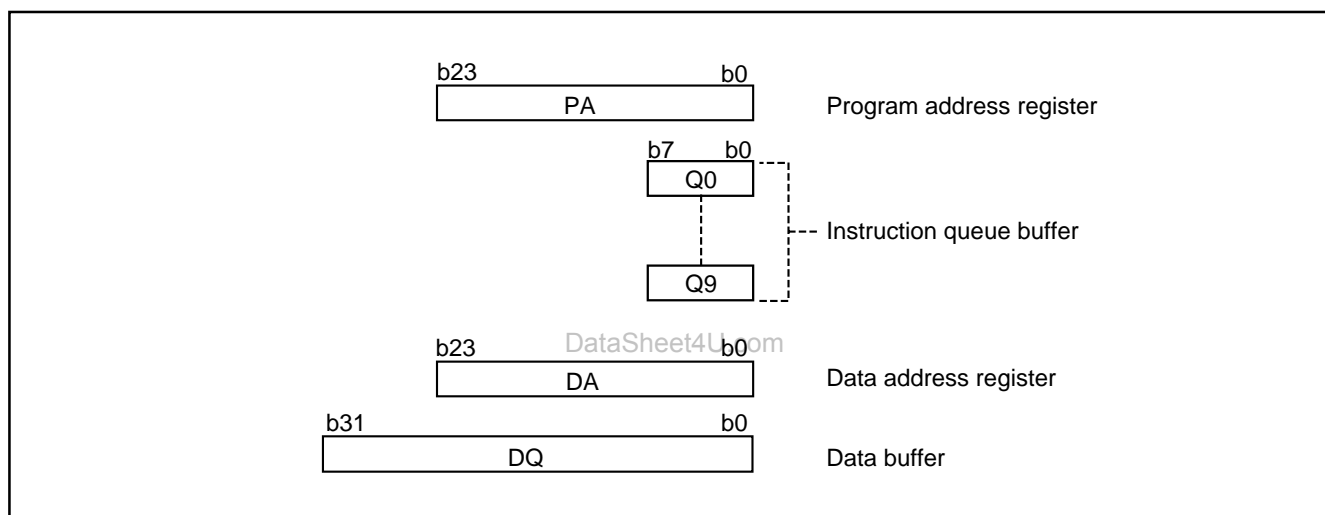 b23 b0
PA Program address register
b7 b0
Q0
Instruction queue buffer
Q9
DataSheet4U.com
b23 b0
DA Data address register
b31 b0
DQ Data buffer